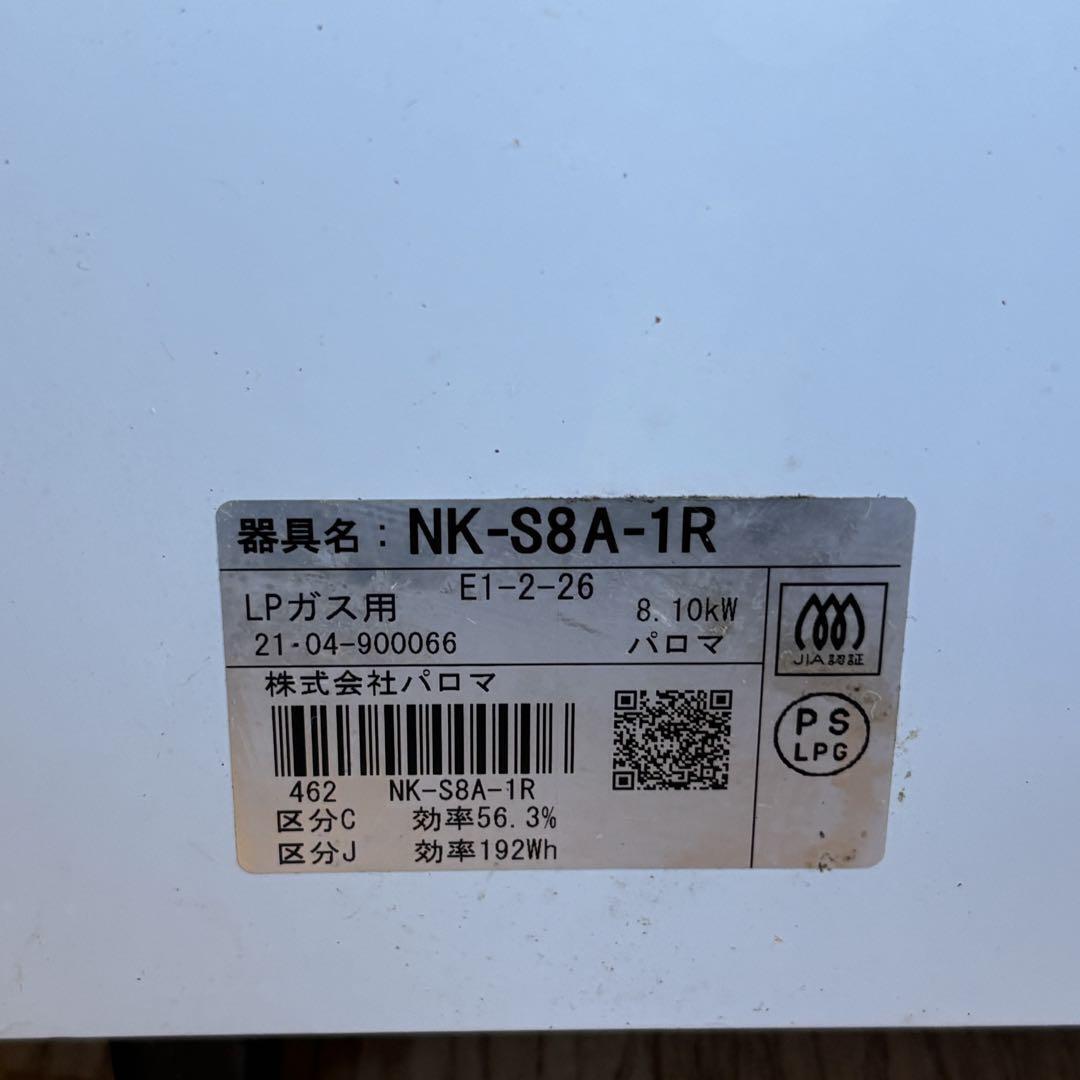 器具名：NK-S8A-1R
E1-2-26
LPガス用
8.10kW
21・04-900066
パロマ
JIA認証
株式会社パロマ
PS
LPG
462 NK-S8A-1R
区分C 効率56.3%
区分J 効率192Wh